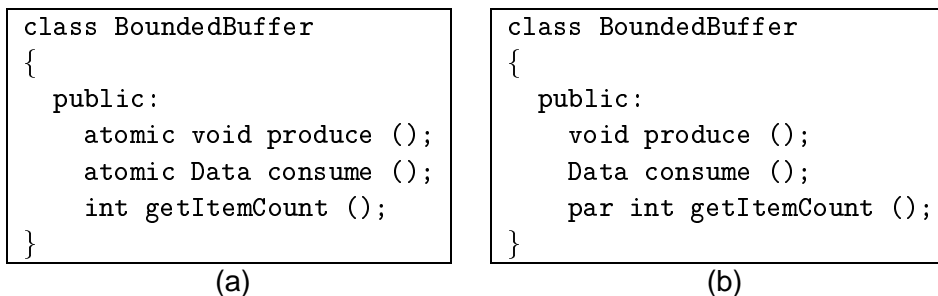 class BoundedBuffer
{
public:
atomic void produce ();
atomic Data consume ();
int getItemCount ();
}
(a)
class BoundedBuffer
{
public:
void produce ();
Data consume ();
par int getItemCount ();
}
(b)